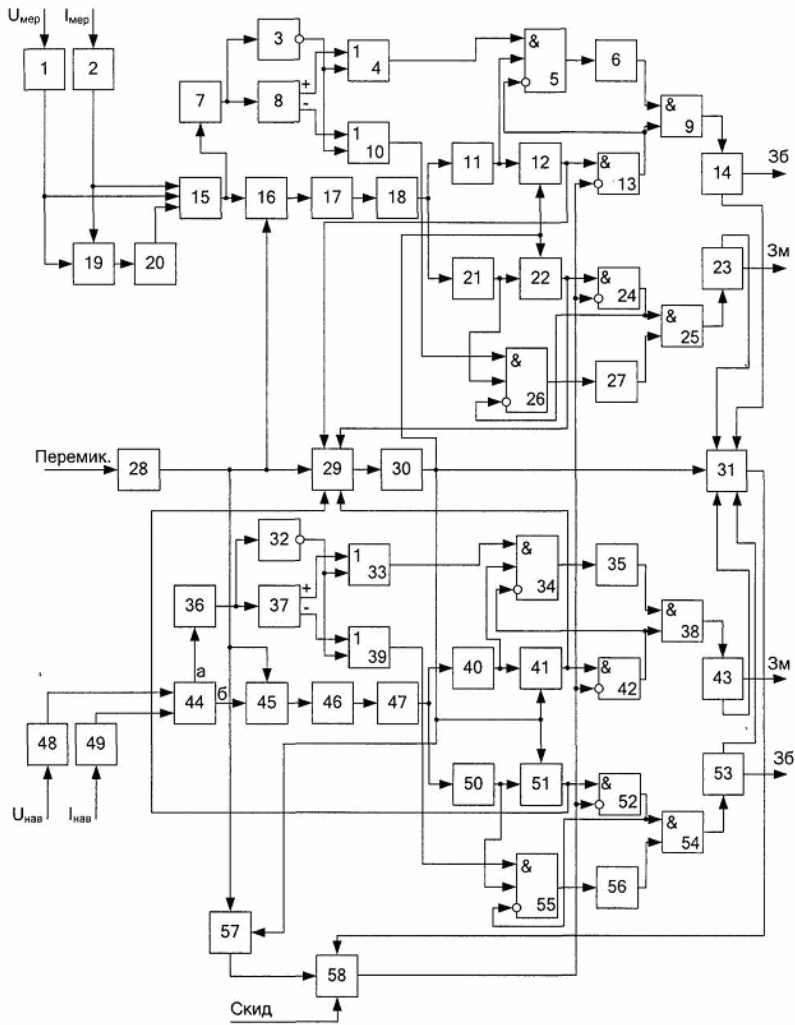 Uмер Iмер
1 2
3
+ 1 4
& 5
6
7 8
- 1 10
& 9
11 12 & 13
14 Зб
15 16 17 18
19 20
21 22 & 24
23 Зм
& 25
& 26
27
Перемик. 28 29 30 31
32
+ 1 33
& 34
35
36 37
- 1 39
& 38
а
40 41 & 42
43 Зм
44 б 45 46 47
48 49
50 51 & 52
53 Зб
Uнав Iнав
& 54
& 55
56
57
58
Скид